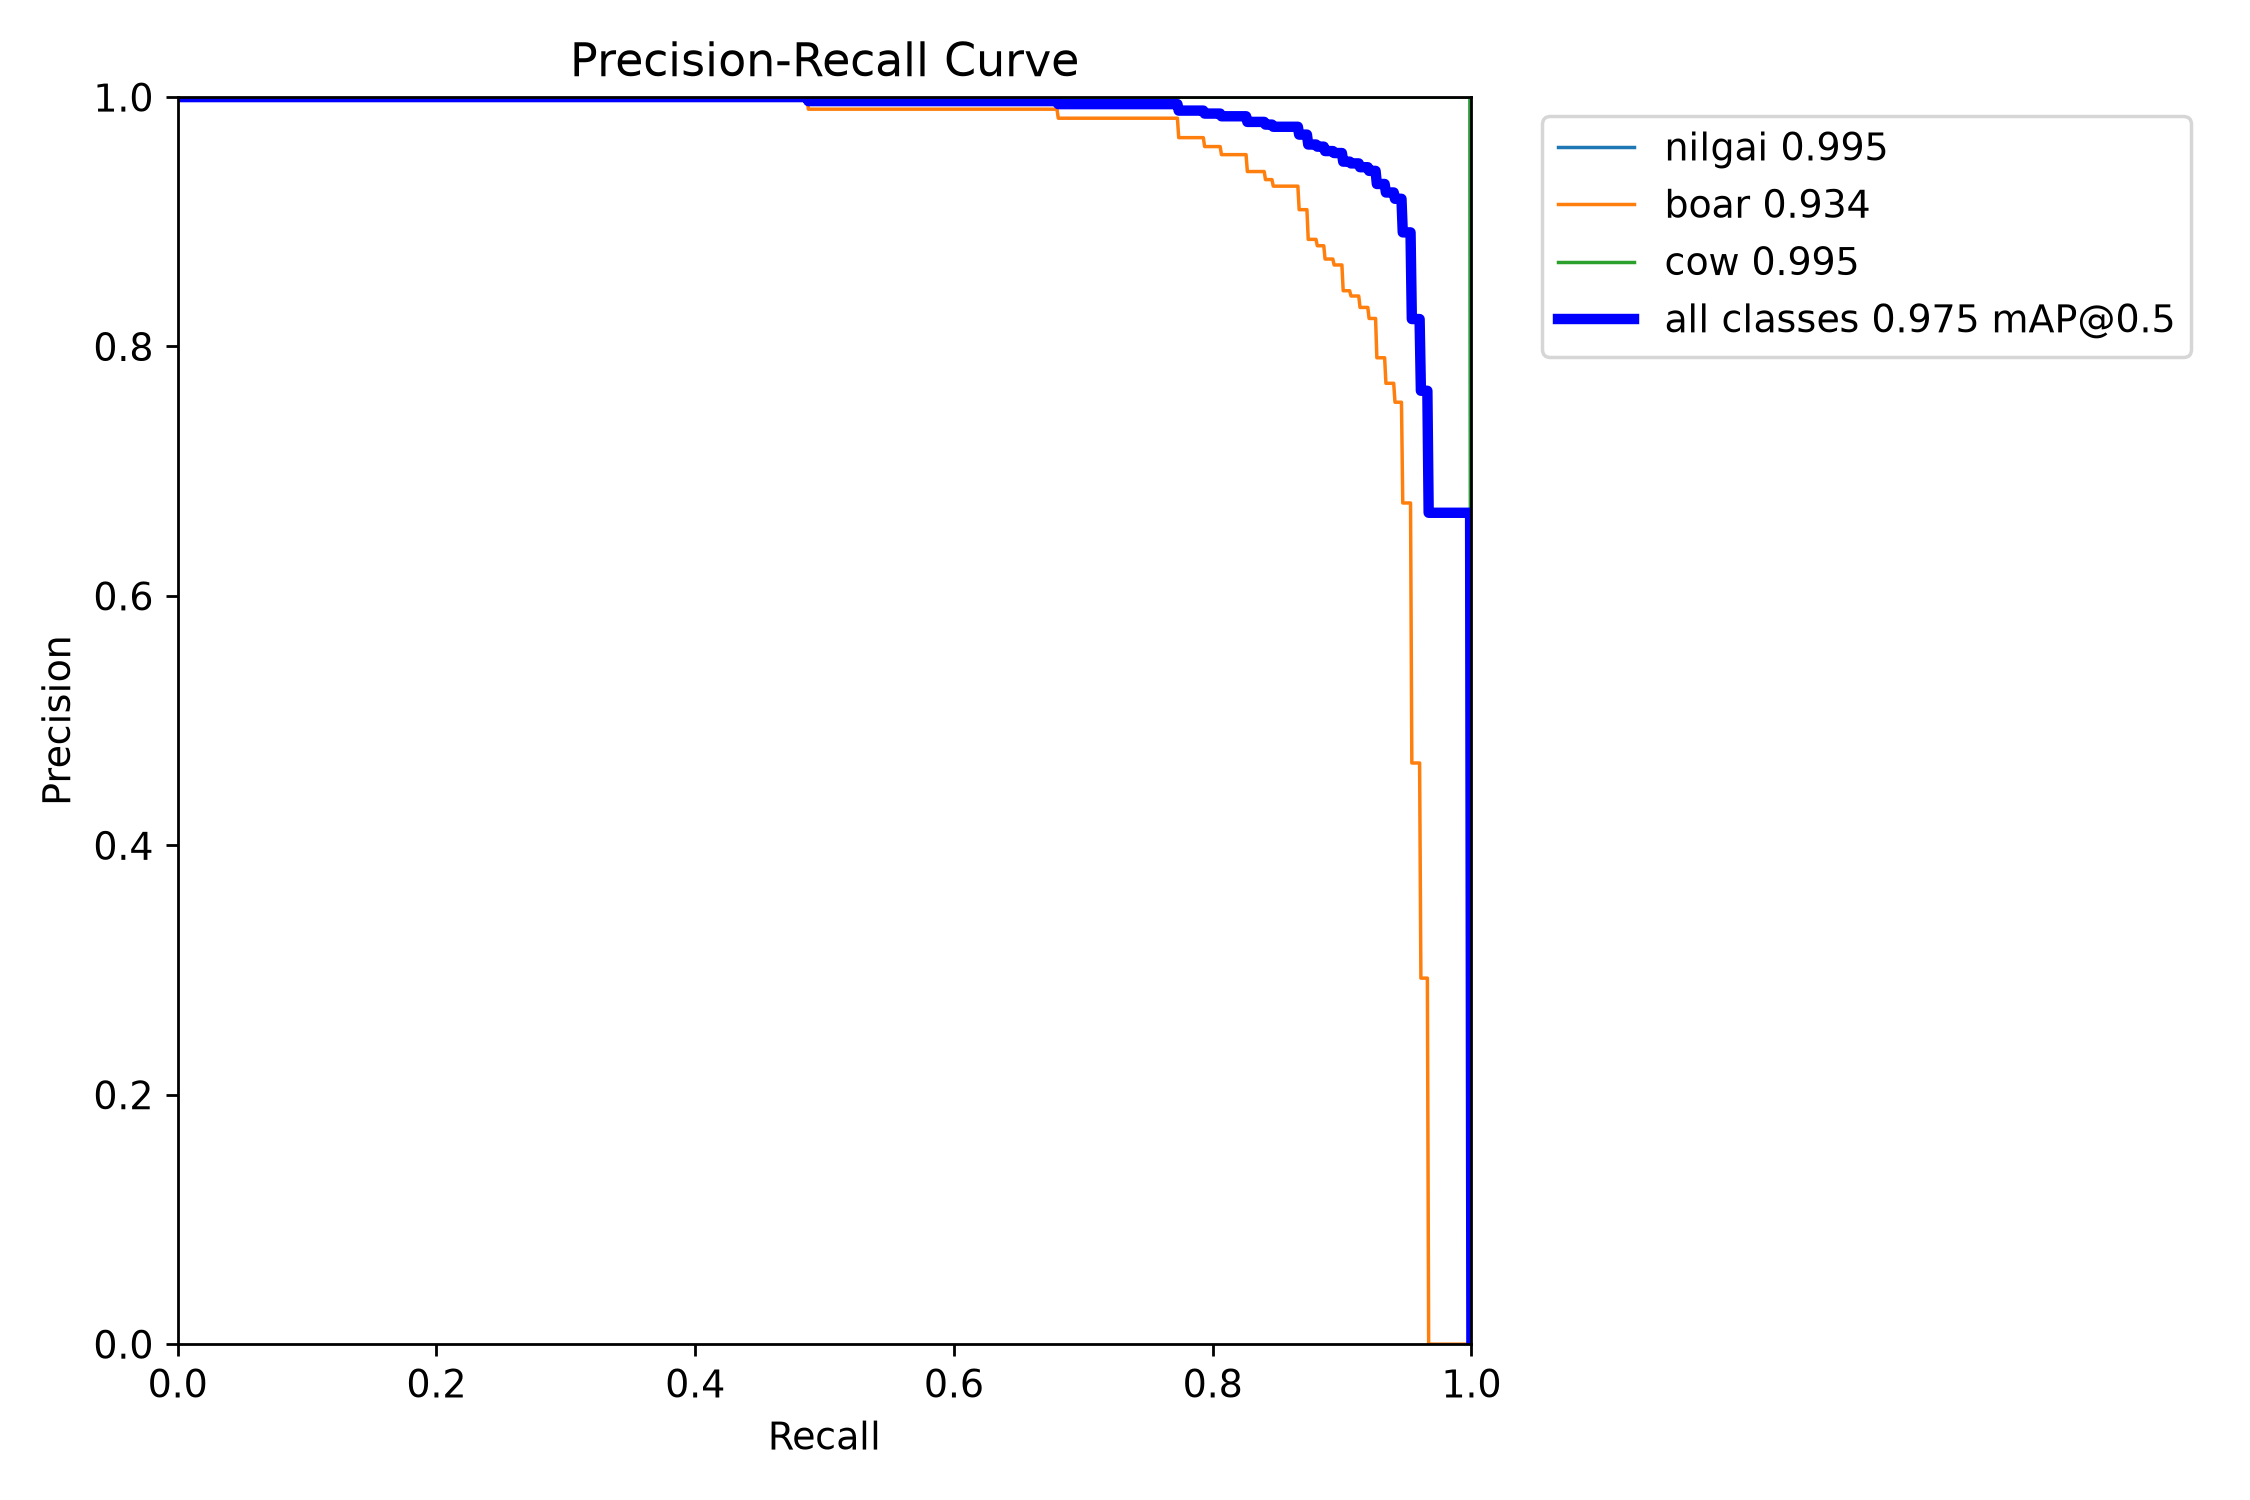 Precision-Recall Curve
1.0
0.8
0.6
0.4
0.2
0.0
Precision
0.0 0.2 0.4 0.6 0.8 1.0
Recall
nilgai 0.995
boar 0.934
cow 0.995
all classes 0.975 mAP@0.5